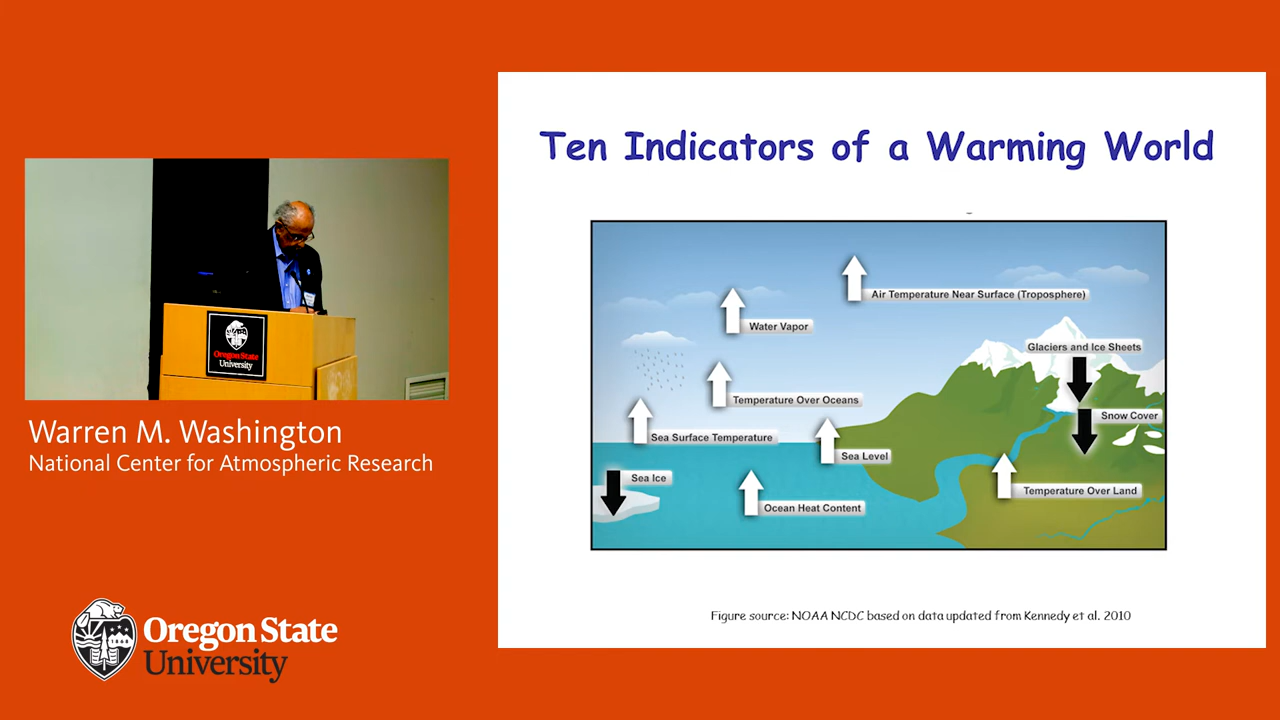 Ten Indicators of a Warming World
Air Temperature Near Surface (Troposphere)
Water Vapor
Glaciers and Ice Sheets
Temperature Over Oceans
Snow Cover
Sea Surface Temperature
Sea Level
Sea Ice
Temperature Over Land
Ocean Heat Content
Figure source: NOAA NCDC based on data updated from Kennedy et al. 2010
Oregon State
University
Warren M. Washington
National Center for Atmospheric Research
Oregon State
University